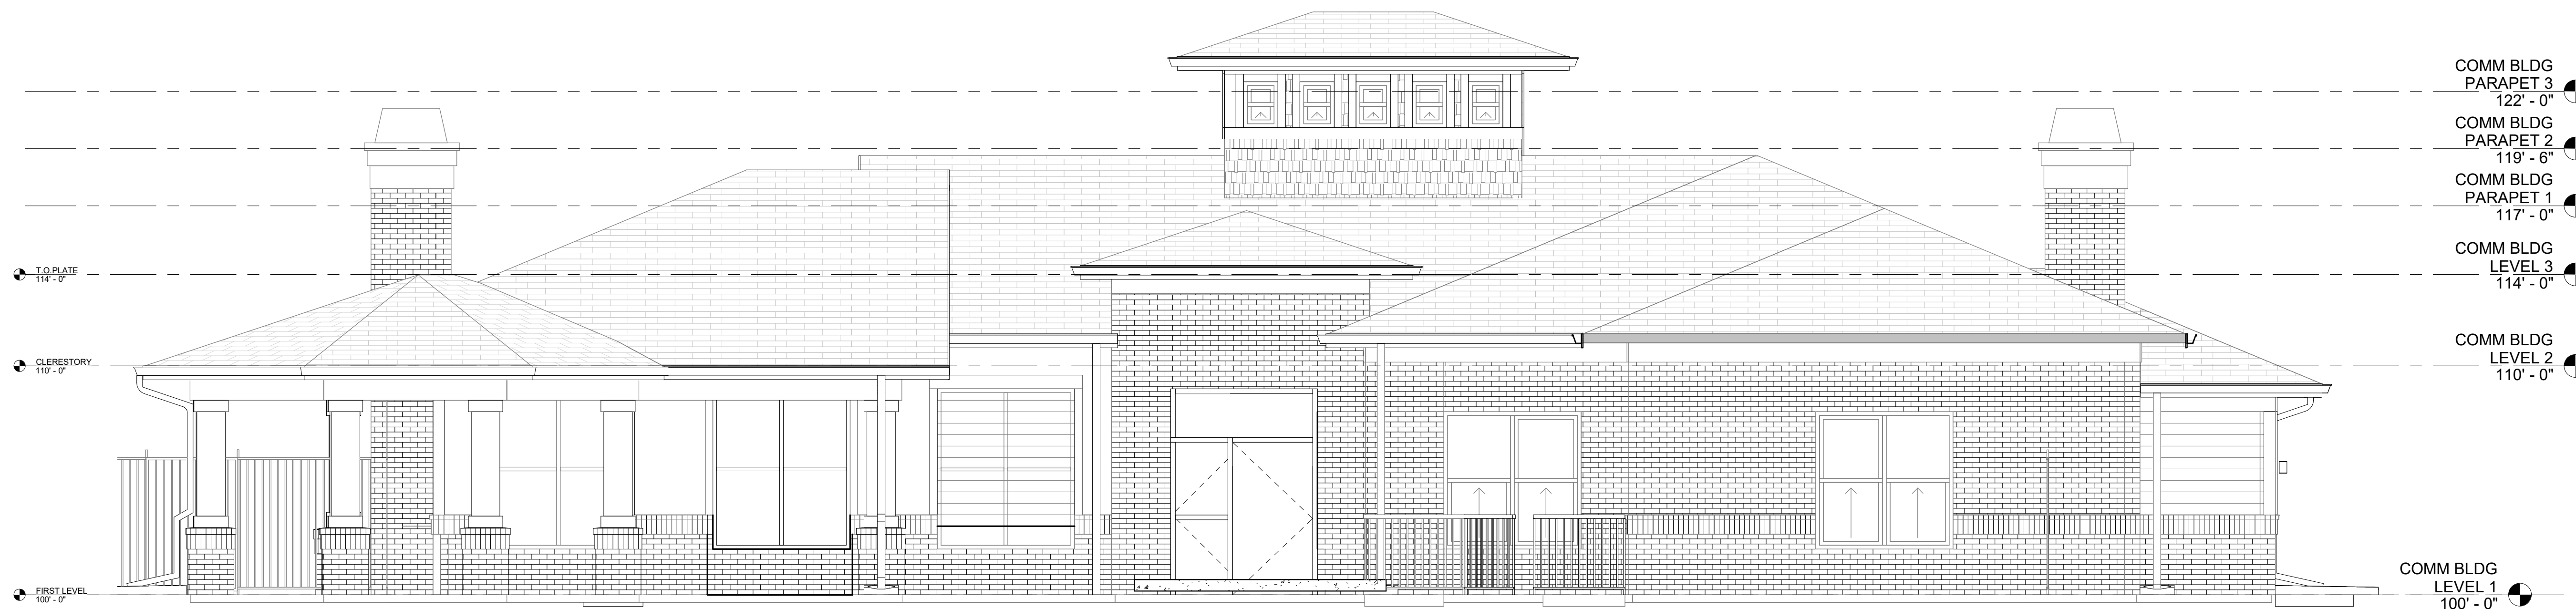 COMM BLDG
PARAPET 3
122' - 0"
COMM BLDG
PARAPET 2
119' - 6"
COMM BLDG
PARAPET 1
117' - 0"
COMM BLDG
LEVEL 3
114' - 0"
COMM BLDG
LEVEL 2
110' - 0"
COMM BLDG
LEVEL 1
100' - 0"
T.O.PLATE
114' - 0"
CLERESTORY
110' - 0"
FIRST LEVEL
100' - 0"